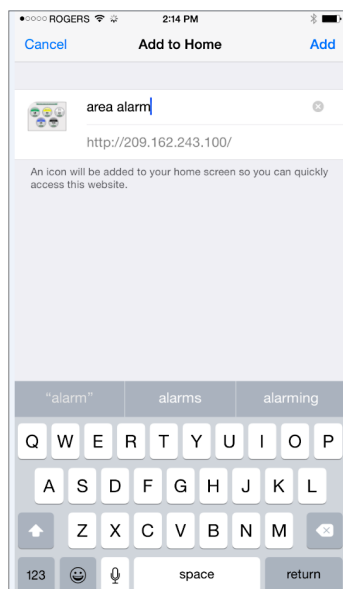 ROGERS 2:14 PM
Cancel Add to Home Add
area alarm
http://209.162.243.100/
An icon will be added to your home screen so you can quickly
access this website.
“alarm” alarms alarming
Q W E R T Y U I O P
A S D F G H J K L
Z X C V B N M
123 space return